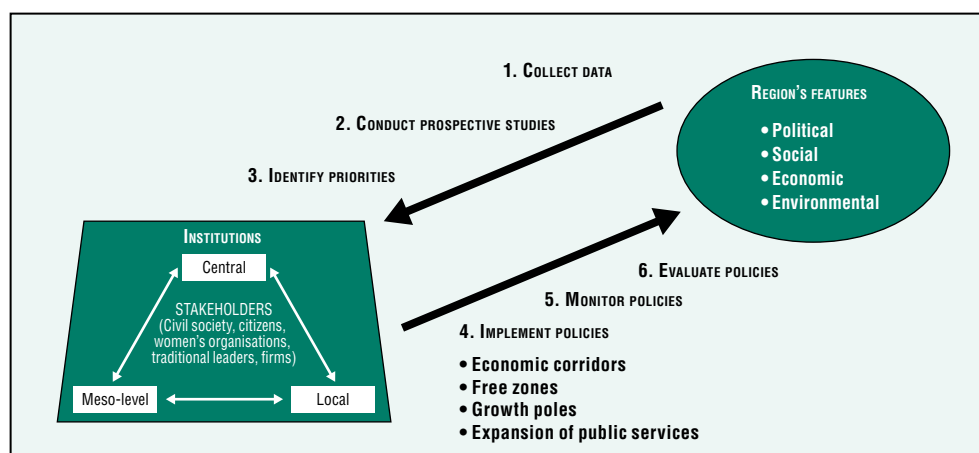 1. Collect data
2. Conduct prospective studies
3. Identify priorities
Region's features
• Political
• Social
• Economic
• Environmental
Institutions
Central
STAKEHOLDERS
(Civil society, citizens,
women's organisations,
traditional leaders, firms)
Meso-level
Local
6. Evaluate policies
5. Monitor policies
4. Implement policies
• Economic corridors
• Free zones
• Growth poles
• Expansion of public services